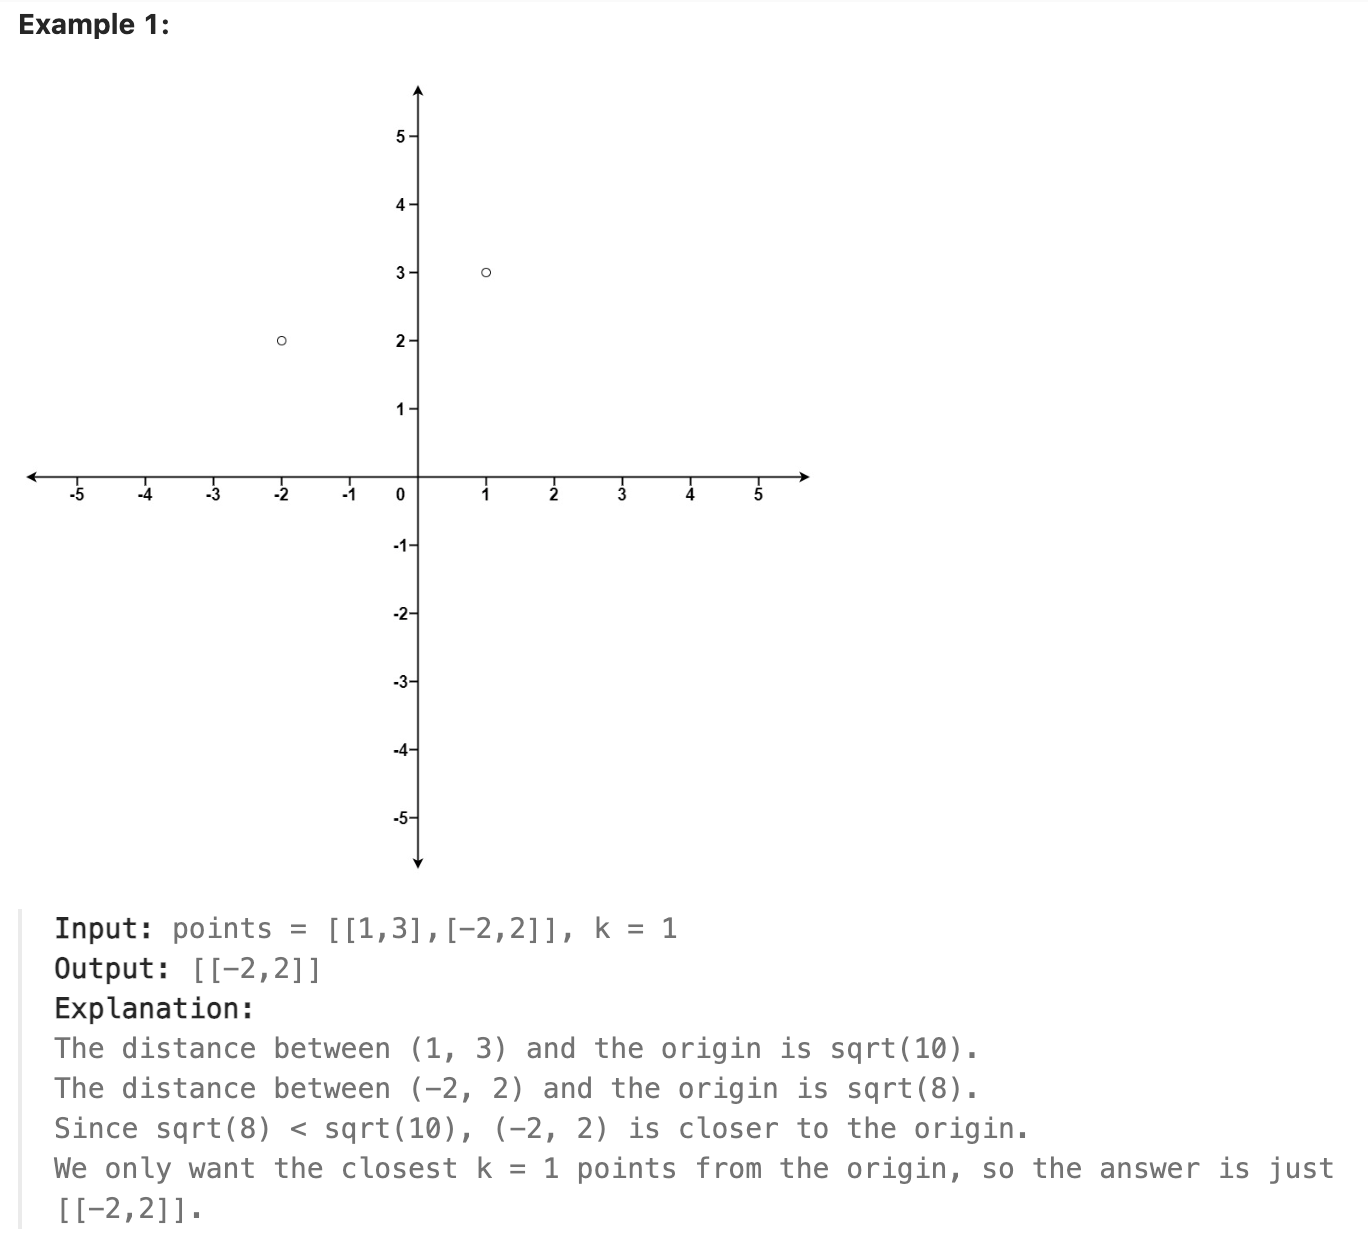 Example 1:
5
4
3
2
1
-5 -4 -3 -2 -1 0 1 2 3 4 5
-1
-2
-3
-4
-5
Input: points = [[1,3],[−2,2]], k = 1
Output: [[−2,2]]
Explanation:
The distance between (1, 3) and the origin is sqrt(10).
The distance between (−2, 2) and the origin is sqrt(8).
Since sqrt(8) < sqrt(10), (−2, 2) is closer to the origin.
We only want the closest k = 1 points from the origin, so the answer is just
[[−2,2]].